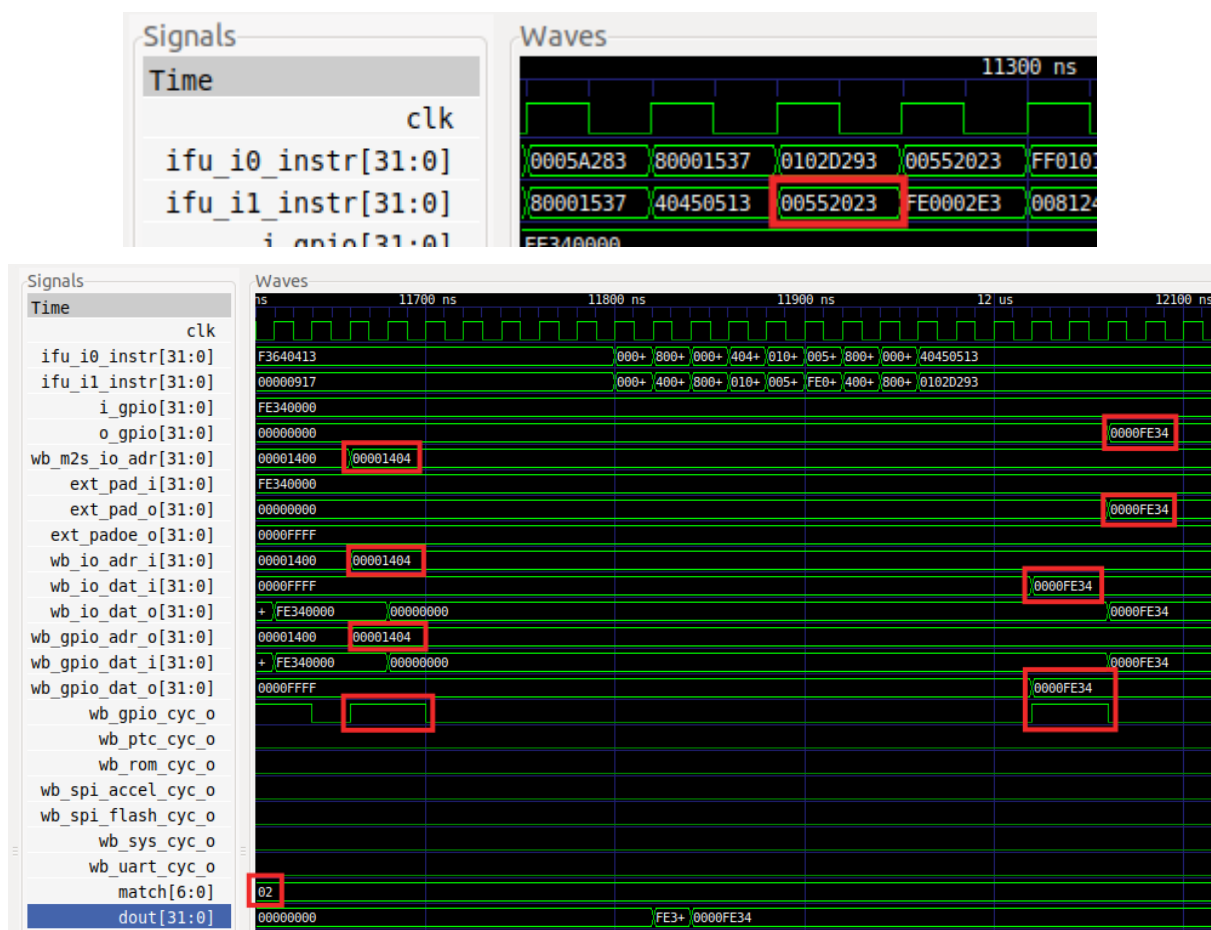 Signals Waves
Time 11300 ns
clk
ifu_i0_instr[31:0] 0005A283 80001537 0102D293 00552023 FF010
ifu_i1_instr[31:0] 80001537 40450513 00552023 FE0002E3 008124
i_gpio[31:0] FE340000
Signals Waves
Time ns 11700 ns 11800 ns 11900 ns 12 us 12100 ns
clk
ifu_i0_instr[31:0] F3640413 000+ 800+ 000+ 404+ 010+ 005+ 800+ 000+ 40450513
ifu_i1_instr[31:0] 00000917 000+ 400+ 800+ 010+ 005+ FE0+ 400+ 800+ 0102D293
i_gpio[31:0] FE340000
o_gpio[31:0] 00000000 0000FE34
wb_m2s_io_adr[31:0] 00001400 00001404
ext_pad_i[31:0] FE340000
ext_pad_o[31:0] 00000000 0000FE34
ext_padoe_o[31:0] 0000FFFF
wb_io_adr_i[31:0] 00001400 00001404
wb_io_dat_i[31:0] 0000FFFF 0000FE34
wb_io_dat_o[31:0] + FE340000 00000000 0000FE34
wb_gpio_adr_o[31:0] 00001400 00001404
wb_gpio_dat_i[31:0] + FE340000 00000000 0000FE34
wb_gpio_dat_o[31:0] 0000FFFF 0000FE34
wb_gpio_cyc_o
wb_ptc_cyc_o
wb_rom_cyc_o
wb_spi_accel_cyc_o
wb_spi_flash_cyc_o
wb_sys_cyc_o
wb_uart_cyc_o
match[6:0] 02
dout[31:0] 00000000 FE3+ 0000FE34